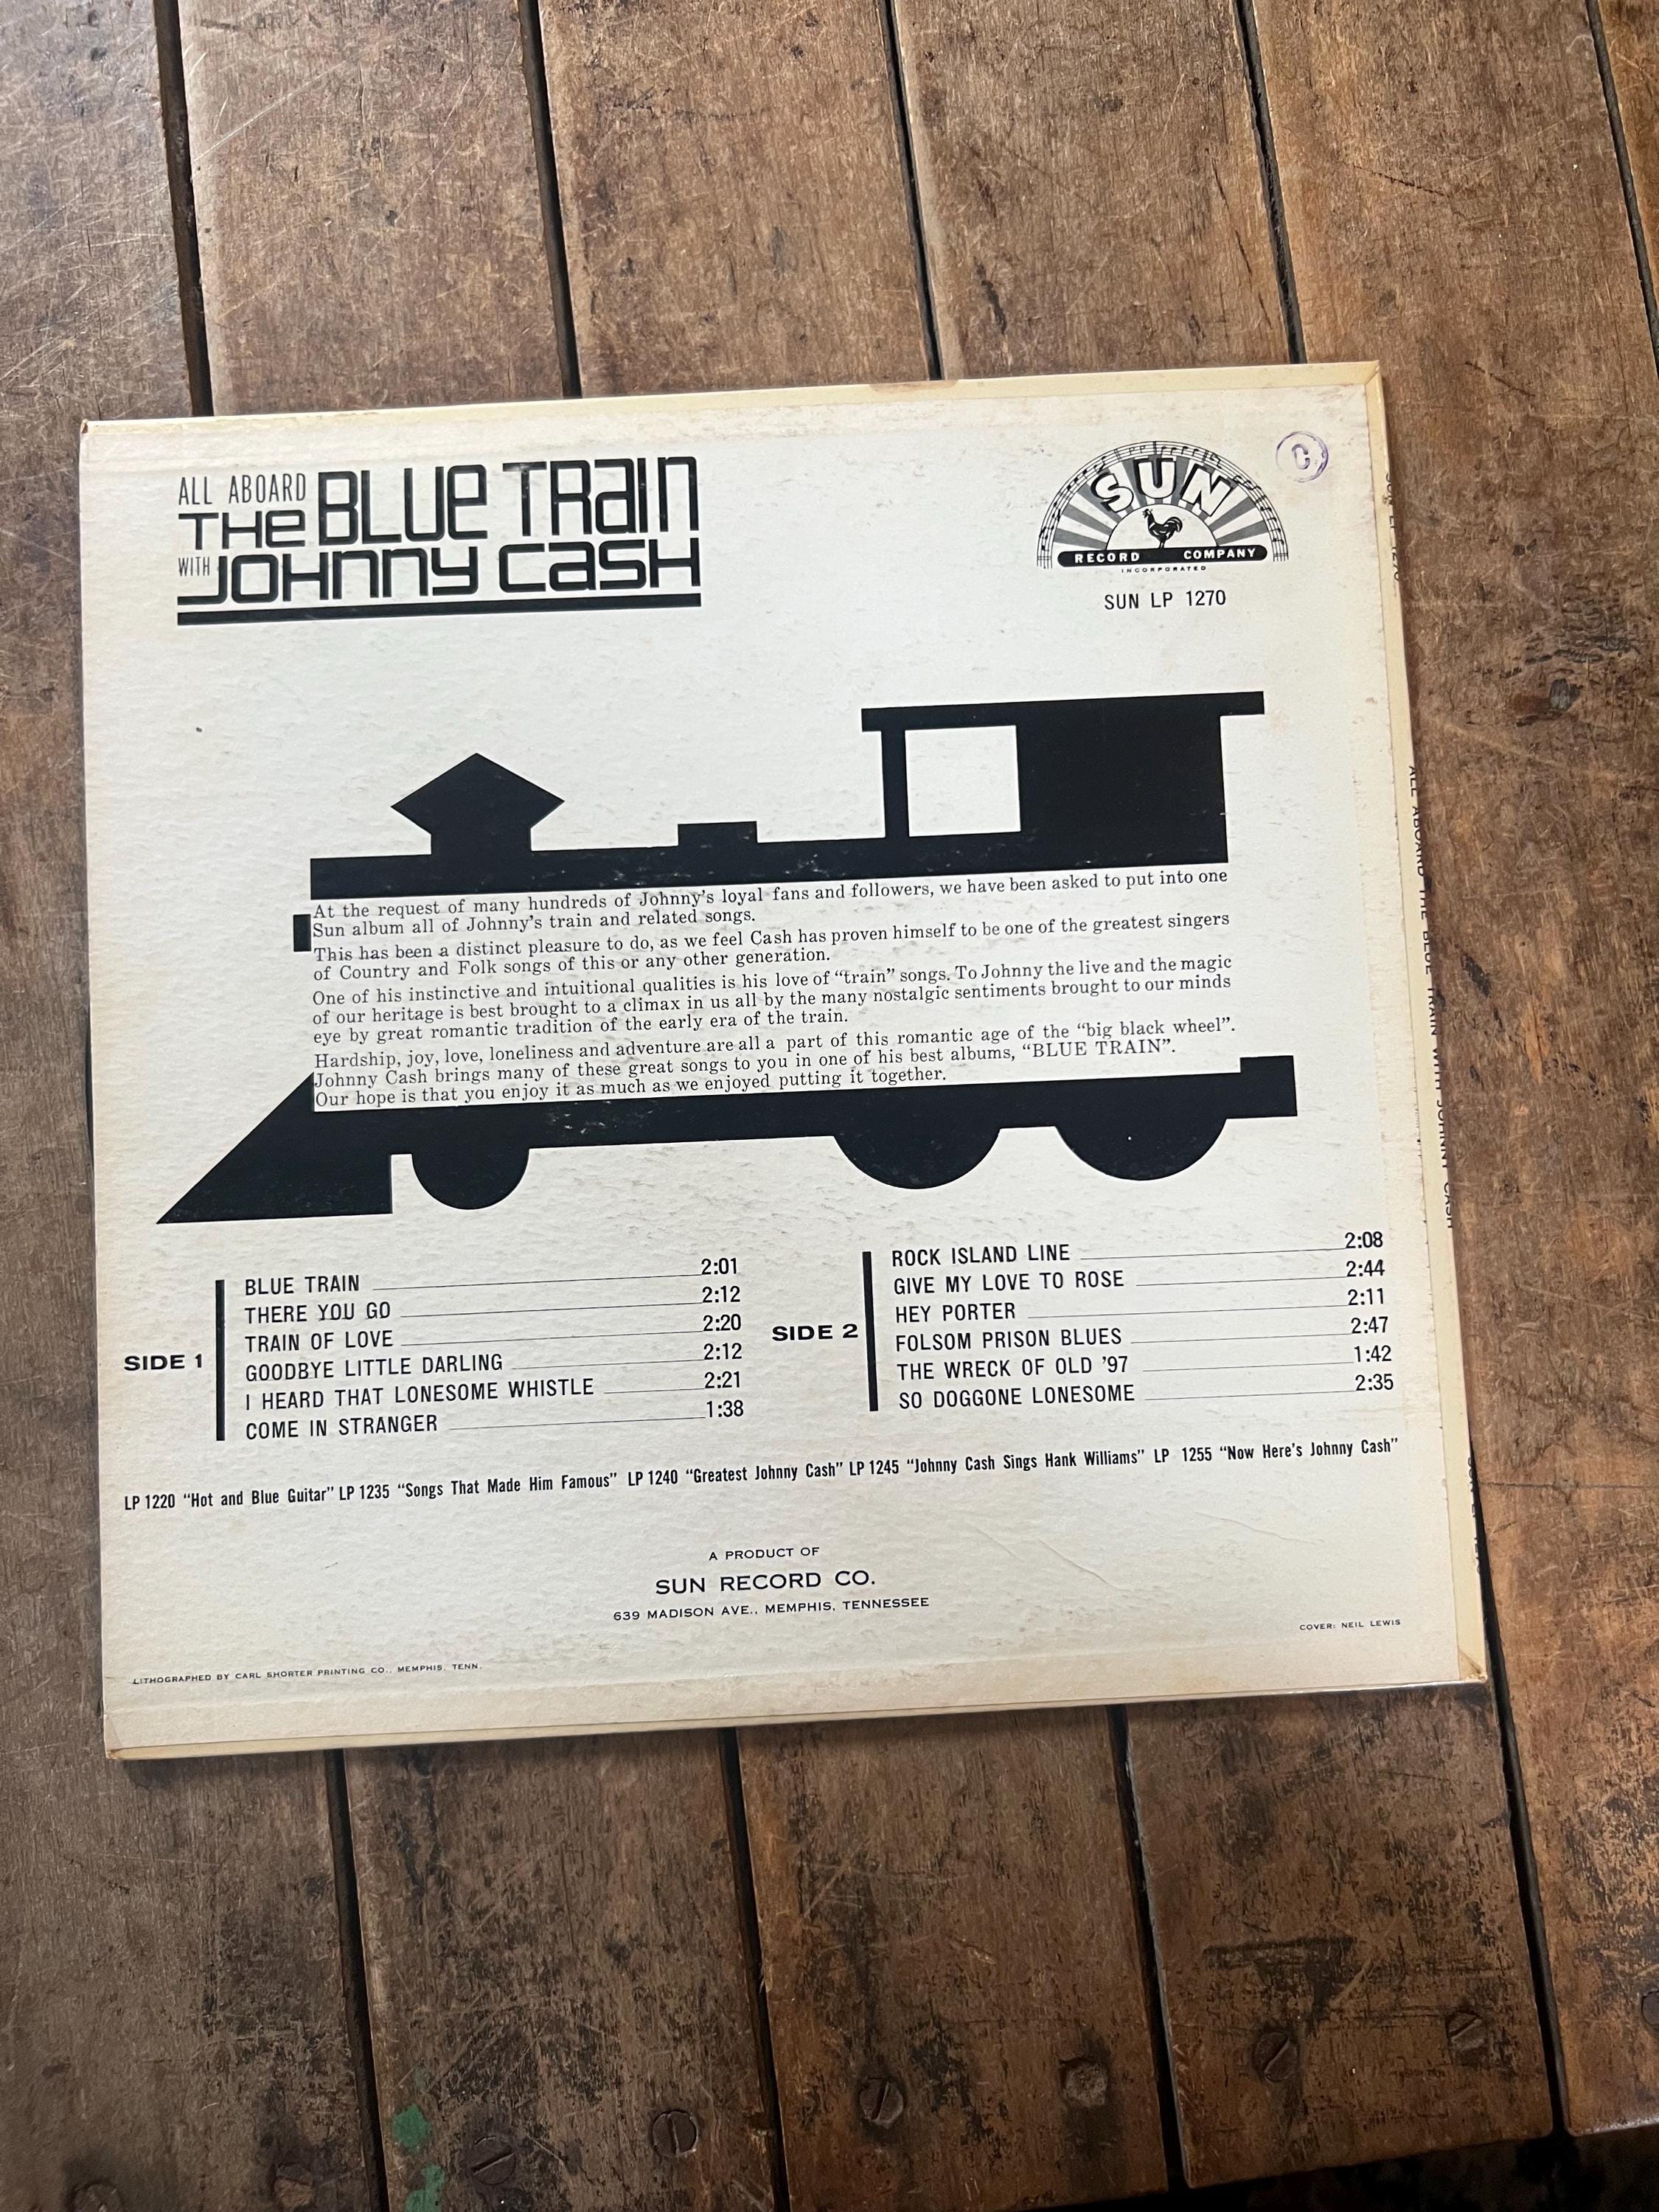 ALL ABOARD
THE BLUE TRAIN
WITH JOHNNY CASH
SUN
RECORD COMPANY
INCORPORATED
C
SUN LP 1270
At the request of many hundreds of Johnny's loyal fans and followers, we have been asked to put into one
Sun album all of Johnny's train and related songs.
This has been a distinct pleasure to do, as we feel Cash has proven himself to be one of the greatest singers
of Country and Folk songs of this or any other generation.
One of his instinctive and intuitional qualities is his love of "train" songs. To Johnny the live and the magic
of our heritage is best brought to a climax in us all by the many nostalgic sentiments brought to our minds
eye by great romantic tradition of the early era of the train.
Hardship, joy, love, loneliness and adventure are all a part of this romantic age of the "big black wheel".
Johnny Cash brings many of these great songs to you in one of his best albums, "BLUE TRAIN".
Our hope is that you enjoy it as much as we enjoyed putting it together.
SIDE 1
BLUE TRAIN 2:01
THERE YOU GO 2:12
TRAIN OF LOVE 2:20
GOODBYE LITTLE DARLING 2:12
I HEARD THAT LONESOME WHISTLE 2:21
COME IN STRANGER 1:38
SIDE 2
ROCK ISLAND LINE 2:08
GIVE MY LOVE TO ROSE 2:44
HEY PORTER 2:11
FOLSOM PRISON BLUES 2:47
THE WRECK OF OLD '97 1:42
SO DOGGONE LONESOME 2:35
LP 1220 "Hot and Blue Guitar" LP 1235 "Songs That Made Him Famous" LP 1240 "Greatest Johnny Cash" LP 1245 "Johnny Cash Sings Hank Williams" LP 1255 "Now Here's Johnny Cash"
A PRODUCT OF
SUN RECORD CO.
639 MADISON AVE., MEMPHIS, TENNESSEE
COVER: NEIL LEWIS
LITHOGRAPHED BY CARL SHORTER PRINTING CO., MEMPHIS, TENN.
SUN LP 1270
ALL ABOARD THE BLUE TRAIN WITH JOHNNY CASH